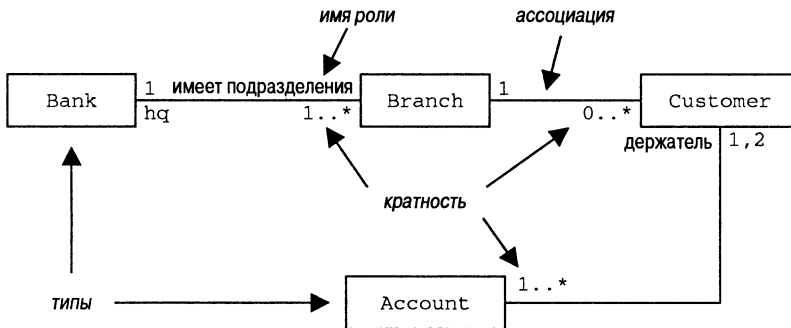 имя роли
ассоциация
Bank
1
имеет подразделения
hq
1..*
Branch
1
0..*
Customer
держатель
1,2
кратность
1..*
типы
Account